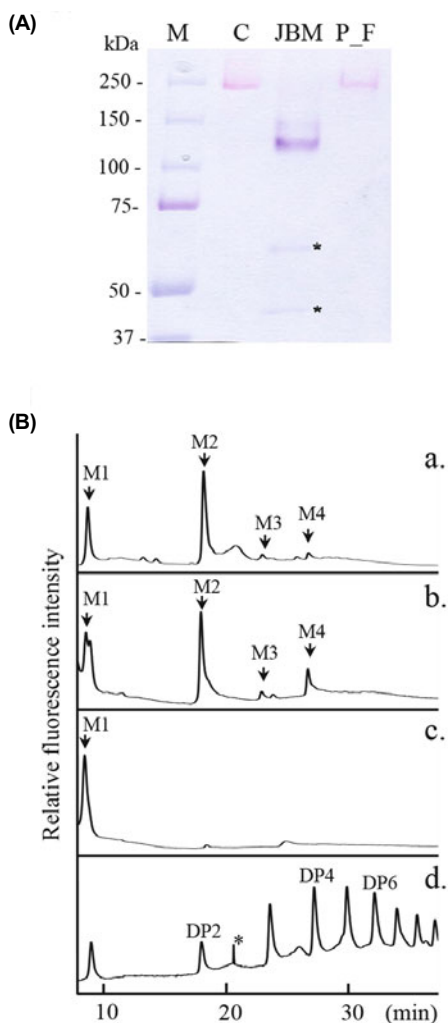 (A)
kDa M C JBM P_F
250 -
150 -
100 -
75-
*
50 -
*
37 -
(B)
Relative fluorescence intensity
a.
M1
M2
M3
M4
b.
M1
M2
M3
M4
c.
M1
d.
DP2
*
DP4
DP6
10 20 30 (min)